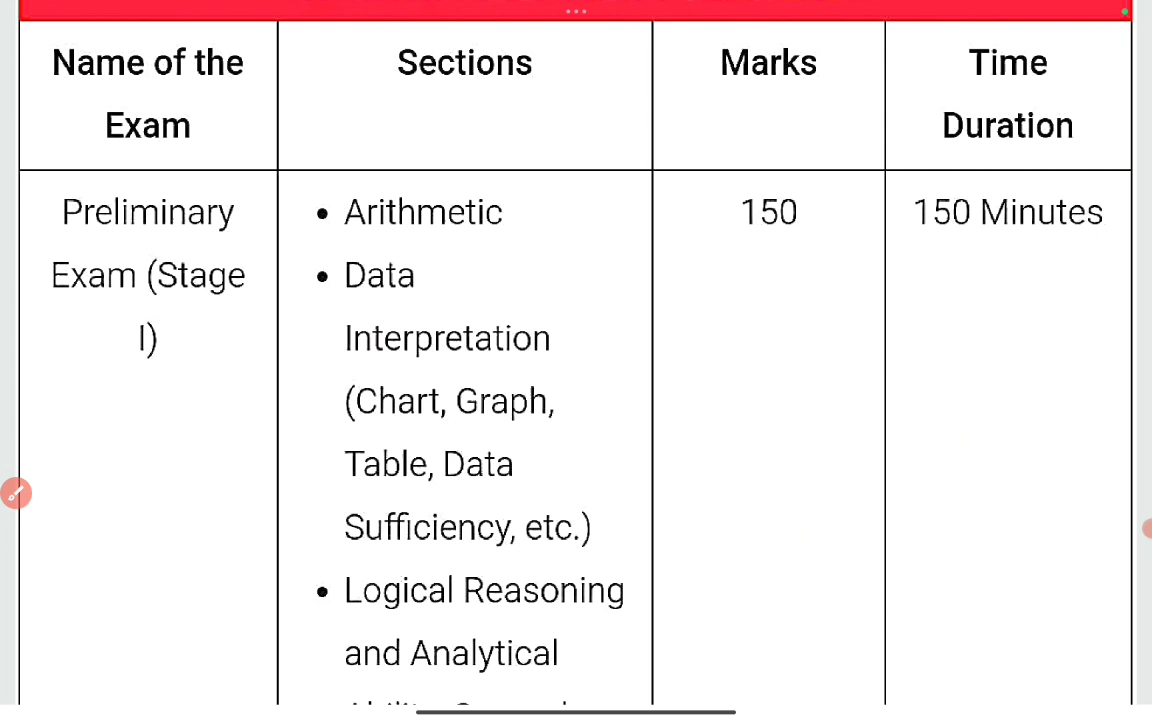 Name of the Exam
Sections
Marks
Time Duration
Preliminary Exam (Stage I)
• Arithmetic
• Data
Interpretation
(Chart, Graph,
Table, Data
Sufficiency, etc.)
• Logical Reasoning
and Analytical
150
150 Minutes